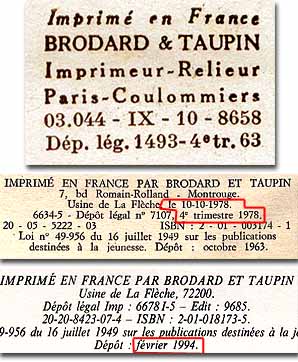 Imprimé en France
BRODARD & TAUPIN
Imprimeur-Relieur
Paris-Coulommiers
03.044 - IX - 10 - 8658
Dép. lég. 1493-4e tr. 63
IMPRIMÉ EN FRANCE PAR BRODARD ET TAUPIN
7, bd Romain-Rolland - Montrouge.
Usine de La Flèche, le 10-10-1978.
6634-5 - Dépôt légal n° 7107, 4e trimestre 1978.
20 - 05 - 5222 - 03 ISBN : 2 - 01 - 003174 - 1
Loi n° 49-956 du 16 juillet 1949 sur les publications
destinées à la jeunesse. Dépôt : octobre 1963.
IMPRIMÉ EN FRANCE PAR BRODARD ET TAUPIN
Usine de La Flèche, 72200.
Dépôt légal Imp : 6678I-5 - Edit : 9685.
20-20-8423-07-4 - ISBN : 2-01-018173-5.
49-956 du 16 juillet 1949 sur les publications destinées à la je
Dépôt : février 1994.